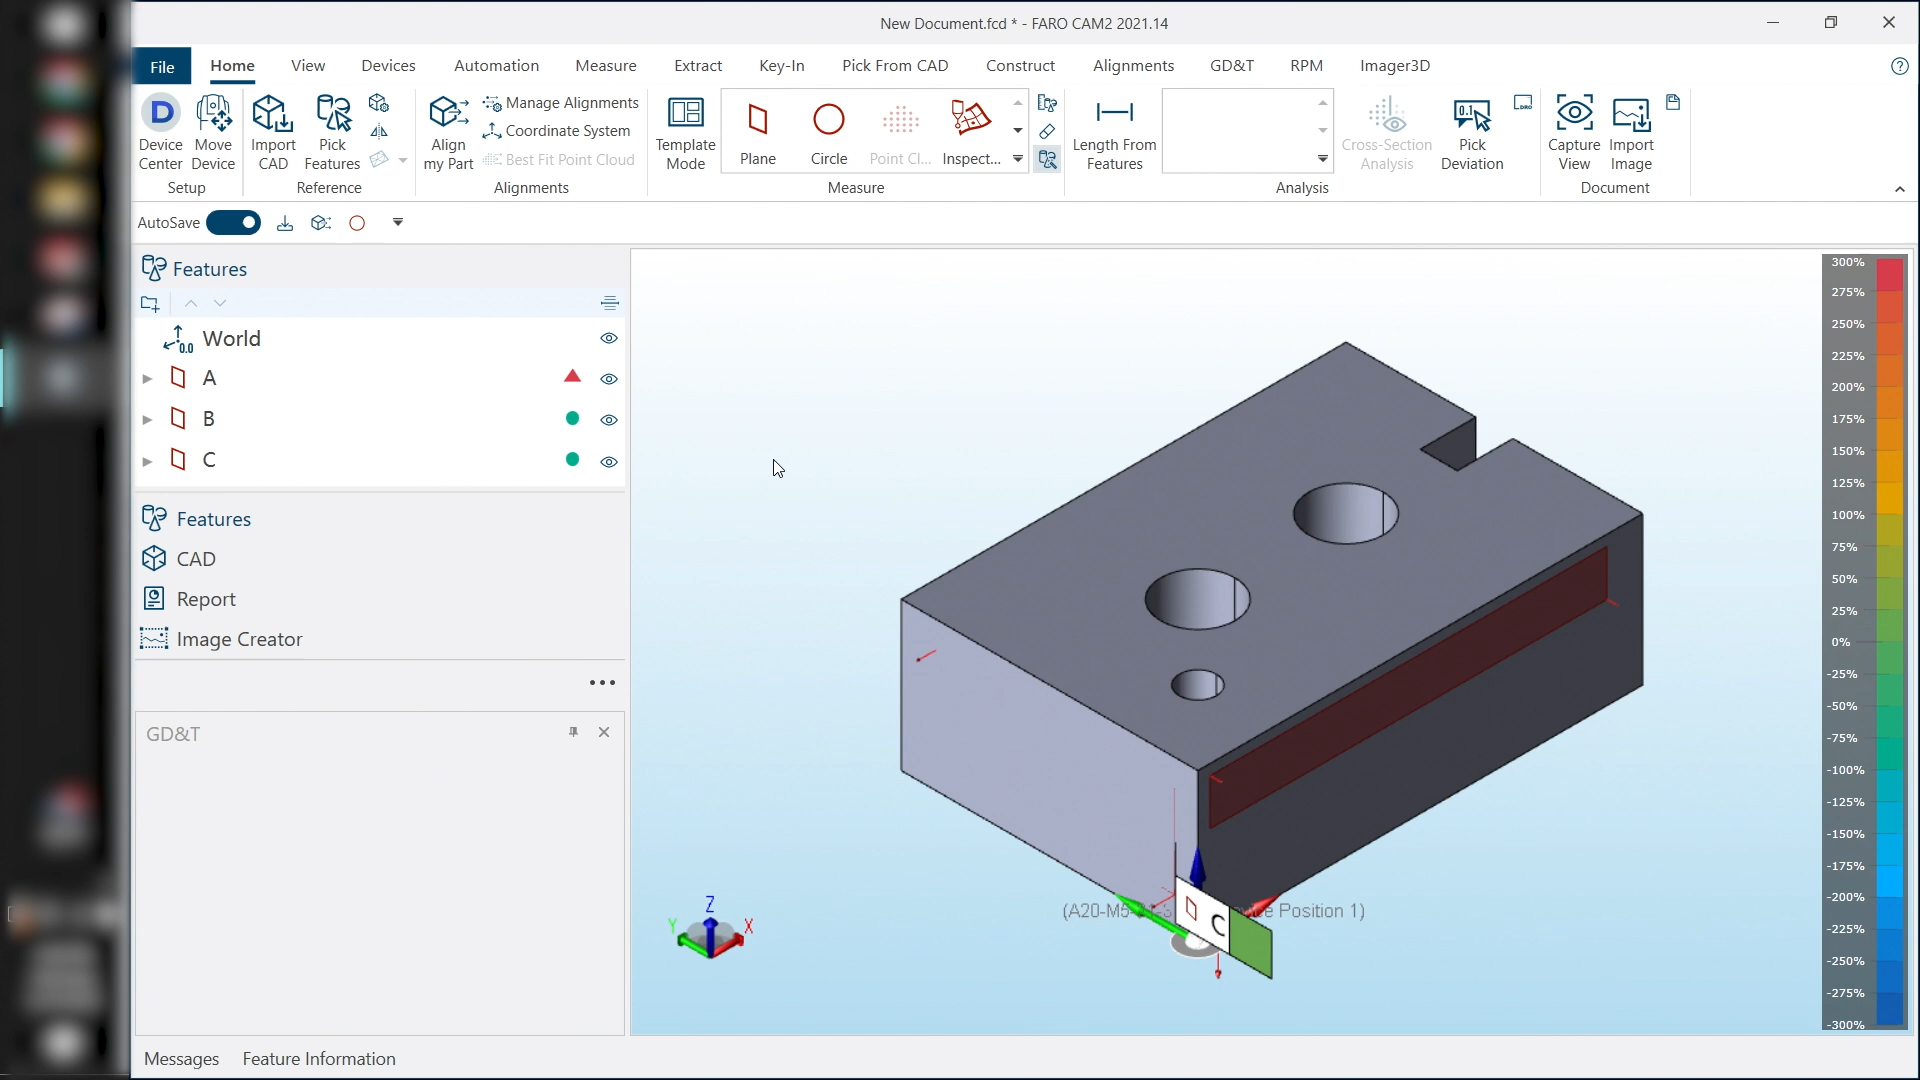 New Document.fcd * - FARO CAM2 2021.14
File Home View Devices Automation Measure Extract Key-In Pick From CAD Construct Alignments GD&T RPM Imager3D
Device Center
Move Device
Setup
Import CAD
Pick Features
Reference
Align my Part
Manage Alignments
Coordinate System
Best Fit Point Cloud
Alignments
Template Mode
Plane
Circle
Point Cl...
Inspect...
Measure
Length From Features
Cross-Section Analysis
0.1
Pick Deviation
DRO
Analysis
Capture View
Import Image
Document
AutoSave
Features
0.0 World
A
B
C
Features
CAD
Report
Image Creator
GD&T
Messages Feature Information
Z
Y
X
C
300%
275%
250%
225%
200%
175%
150%
125%
100%
75%
50%
25%
0%
-25%
-50%
-75%
-100%
-125%
-150%
-175%
-200%
-225%
-250%
-275%
-300%